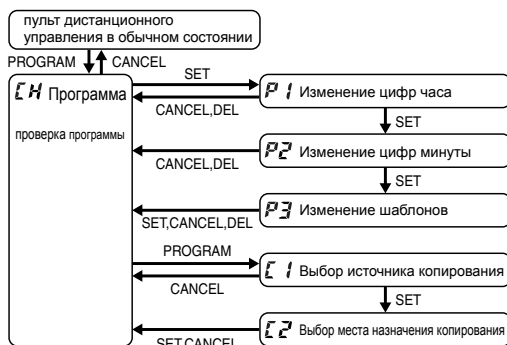 пульт дистанционного
управления в обычном состоянии
PROGRAM CANCEL
SET
CH Программа
P1 Изменение цифр часа
CANCEL,DEL
SET
проверка программы
P2 Изменение цифр минуты
CANCEL,DEL
SET
P3 Изменение шаблонов
SET,CANCEL,DEL
PROGRAM
C1 Выбор источника копирования
CANCEL
SET
C2 Выбор места назначения копирования
SET,CANCEL